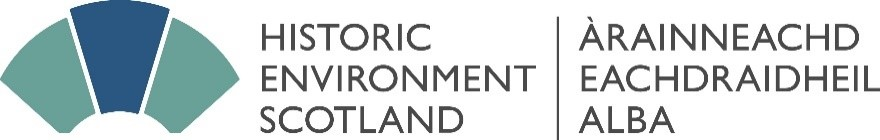 HISTORIC
ENVIRONMENT
SCOTLAND
ÀRAINNEACHD
EACHDRAIDHEIL
ALBA